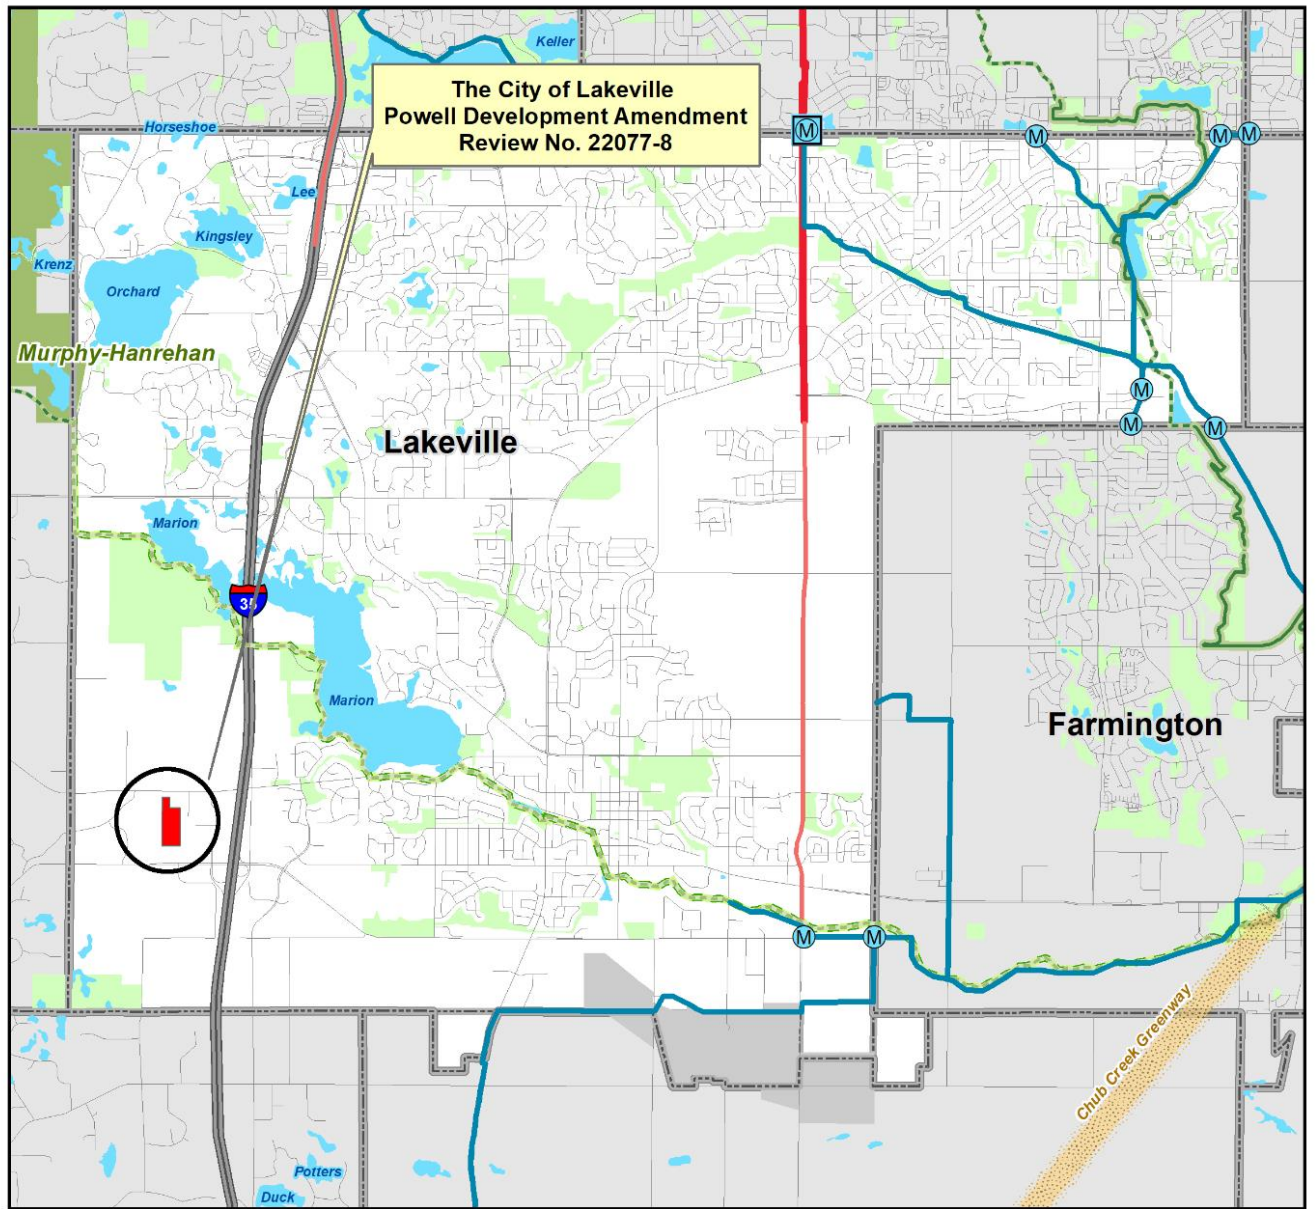 Keller
The City of Lakeville
Powell Development Amendment
Review No. 22077-8
Horseshoe
M
M
M
M
Lee
Kingsley
Krenz
Orchard
Murphy-Hanrehan
M
M
M
Lakeville
Marion
35
Marion
Farmington
M
M
Chub Creek Greenway
Potters
Duck